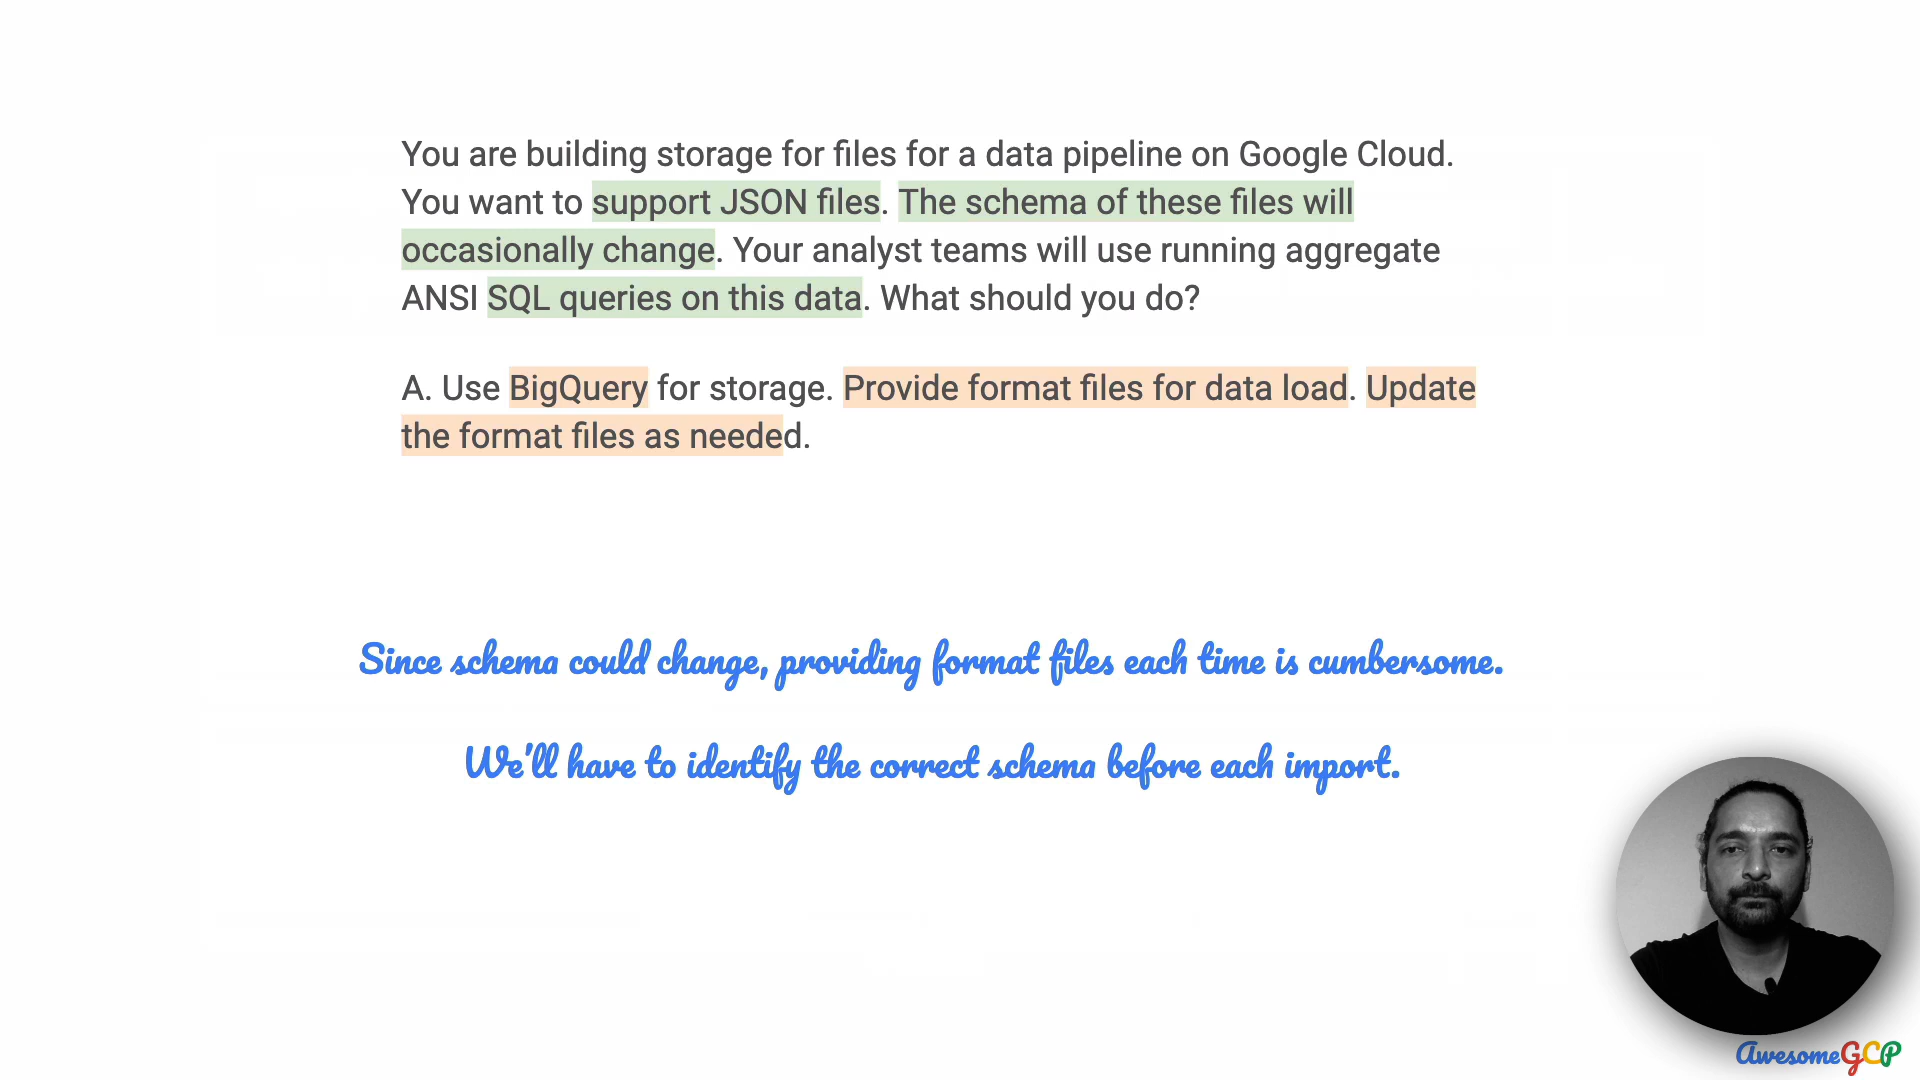 You are building storage for files for a data pipeline on Google Cloud.
You want to support JSON files. The schema of these files will
occasionally change. Your analyst teams will use running aggregate
ANSI SQL queries on this data. What should you do?
A. Use BigQuery for storage. Provide format files for data load. Update
the format files as needed.
Since schema could change, providing format files each time is cumbersome.
We'll have to identify the correct schema before each import.
AwesomeGCP